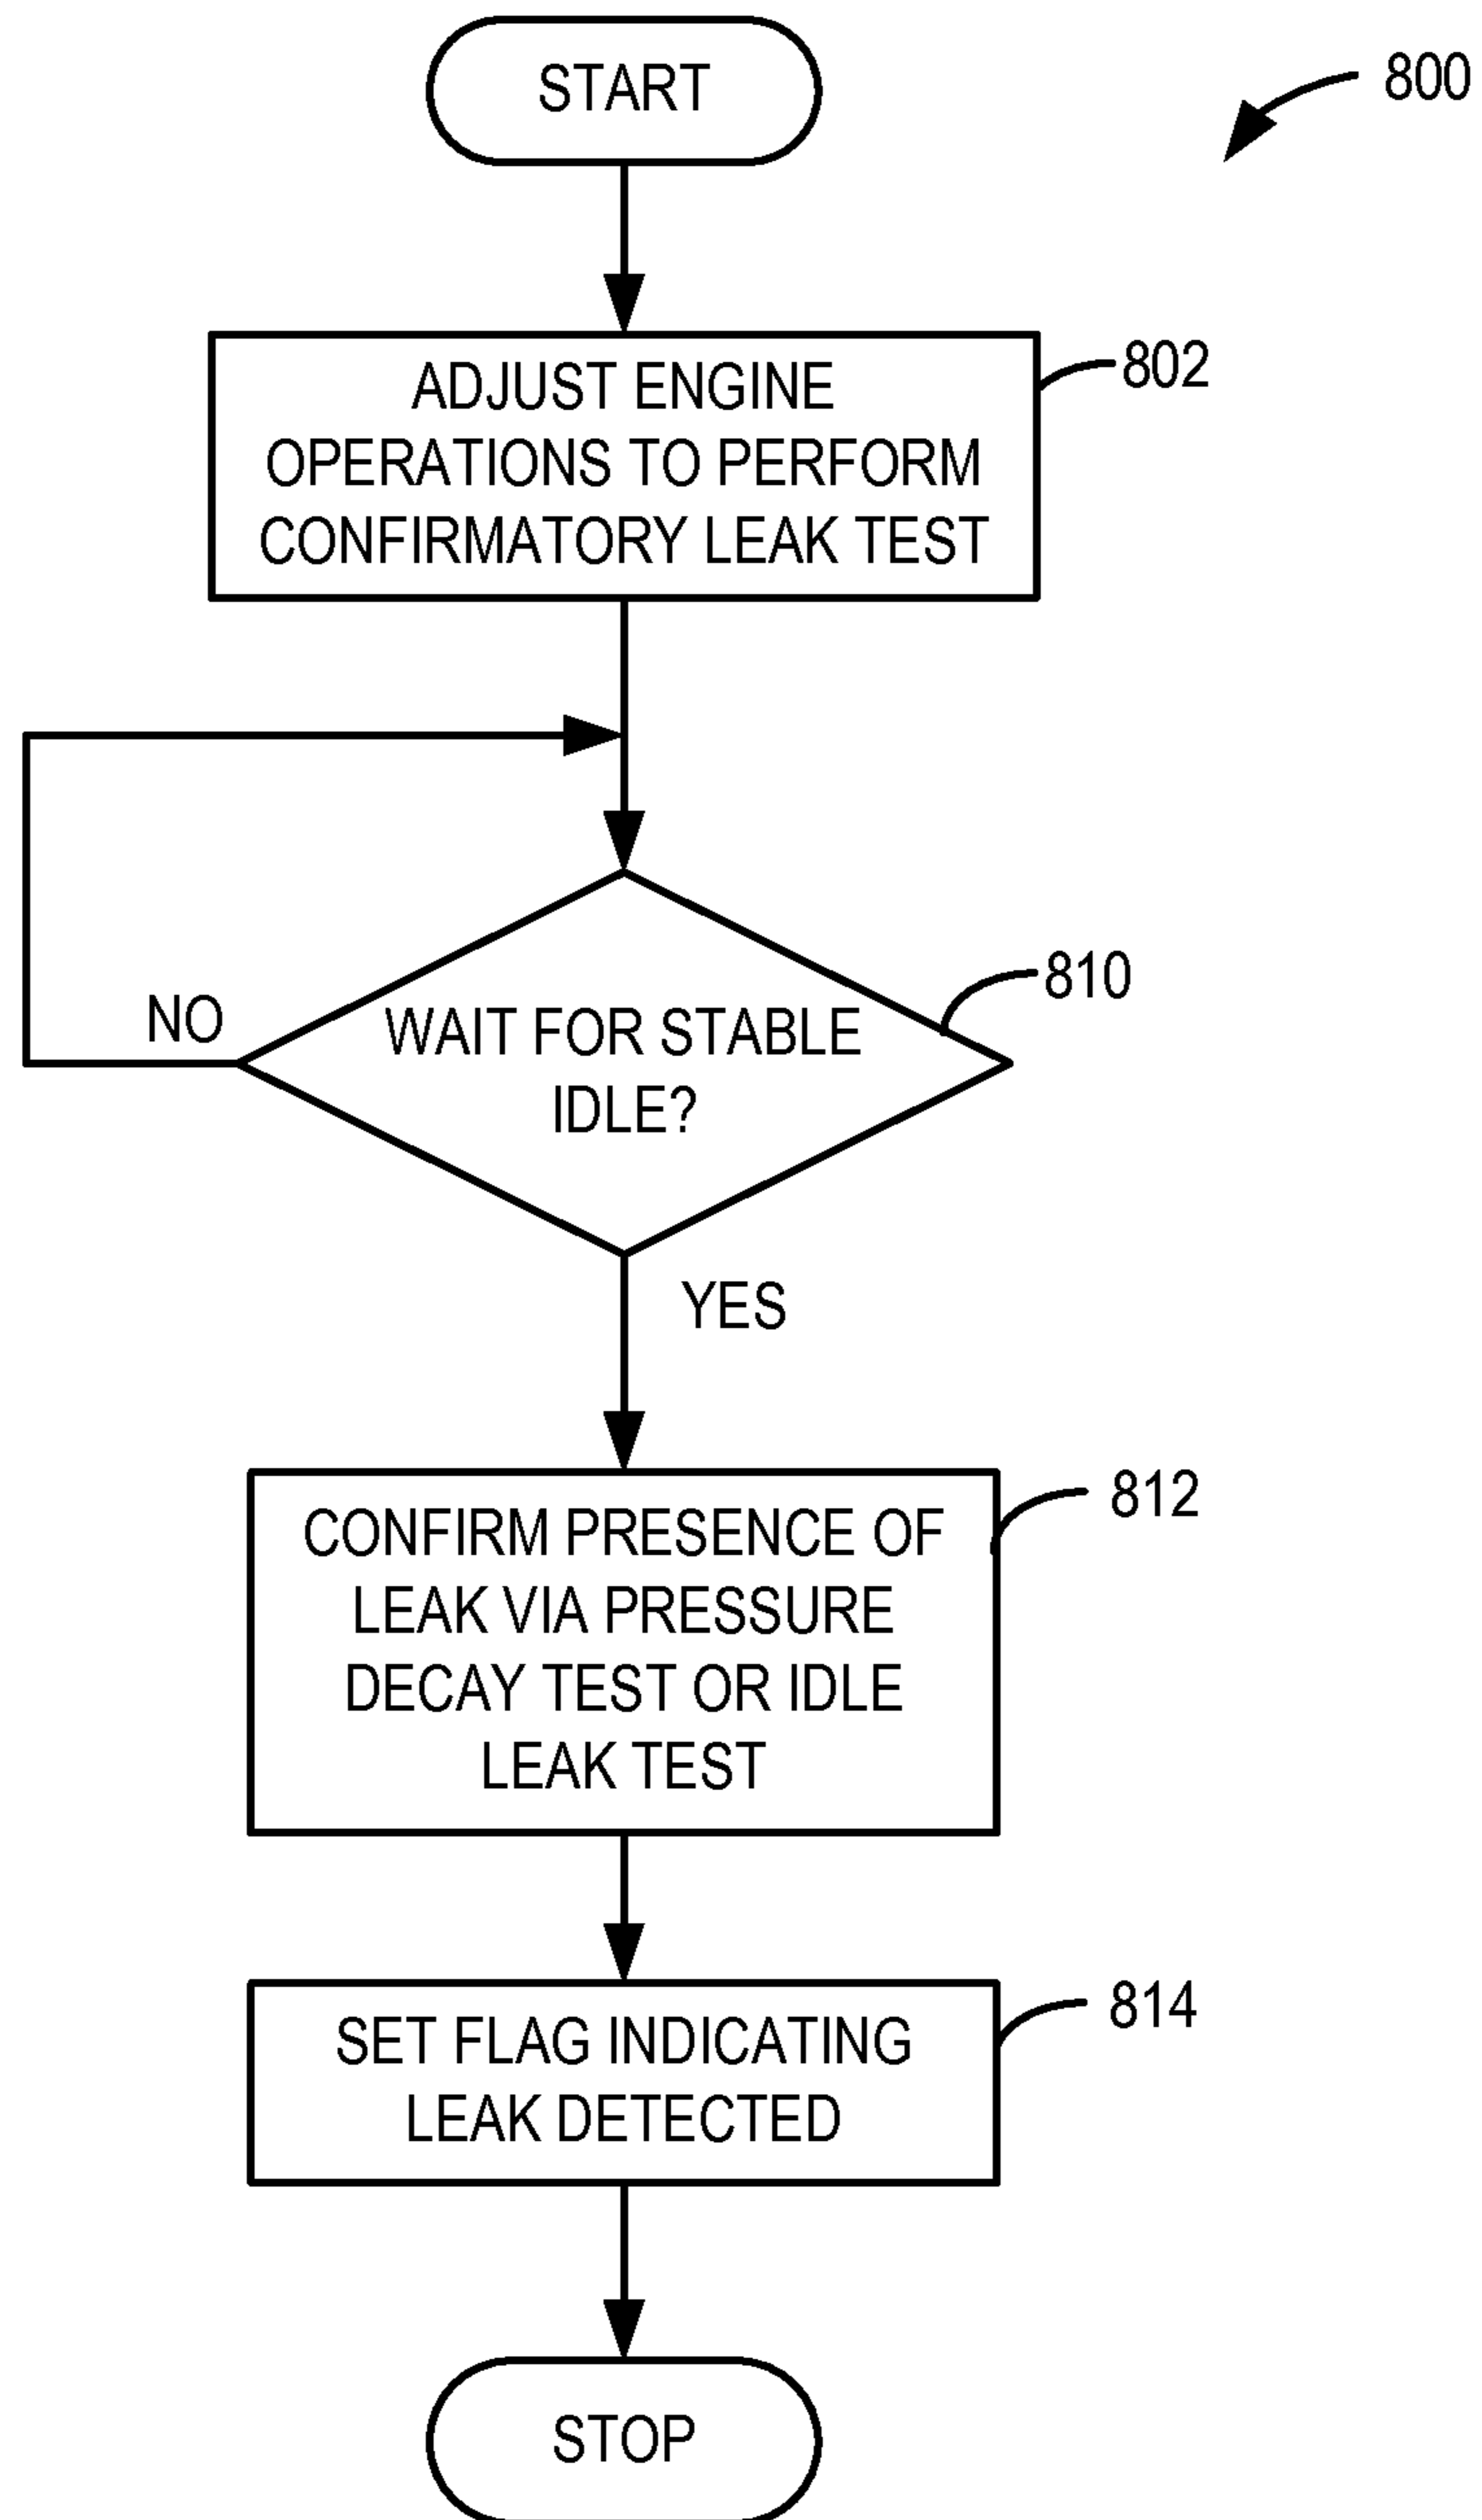 START
800
ADJUST ENGINE
OPERATIONS TO PERFORM
CONFIRMATORY LEAK TEST
802
WAIT FOR STABLE
IDLE?
810
NO
YES
CONFIRM PRESENCE OF
LEAK VIA PRESSURE
DECAY TEST OR IDLE
LEAK TEST
812
SET FLAG INDICATING
LEAK DETECTED
814
STOP